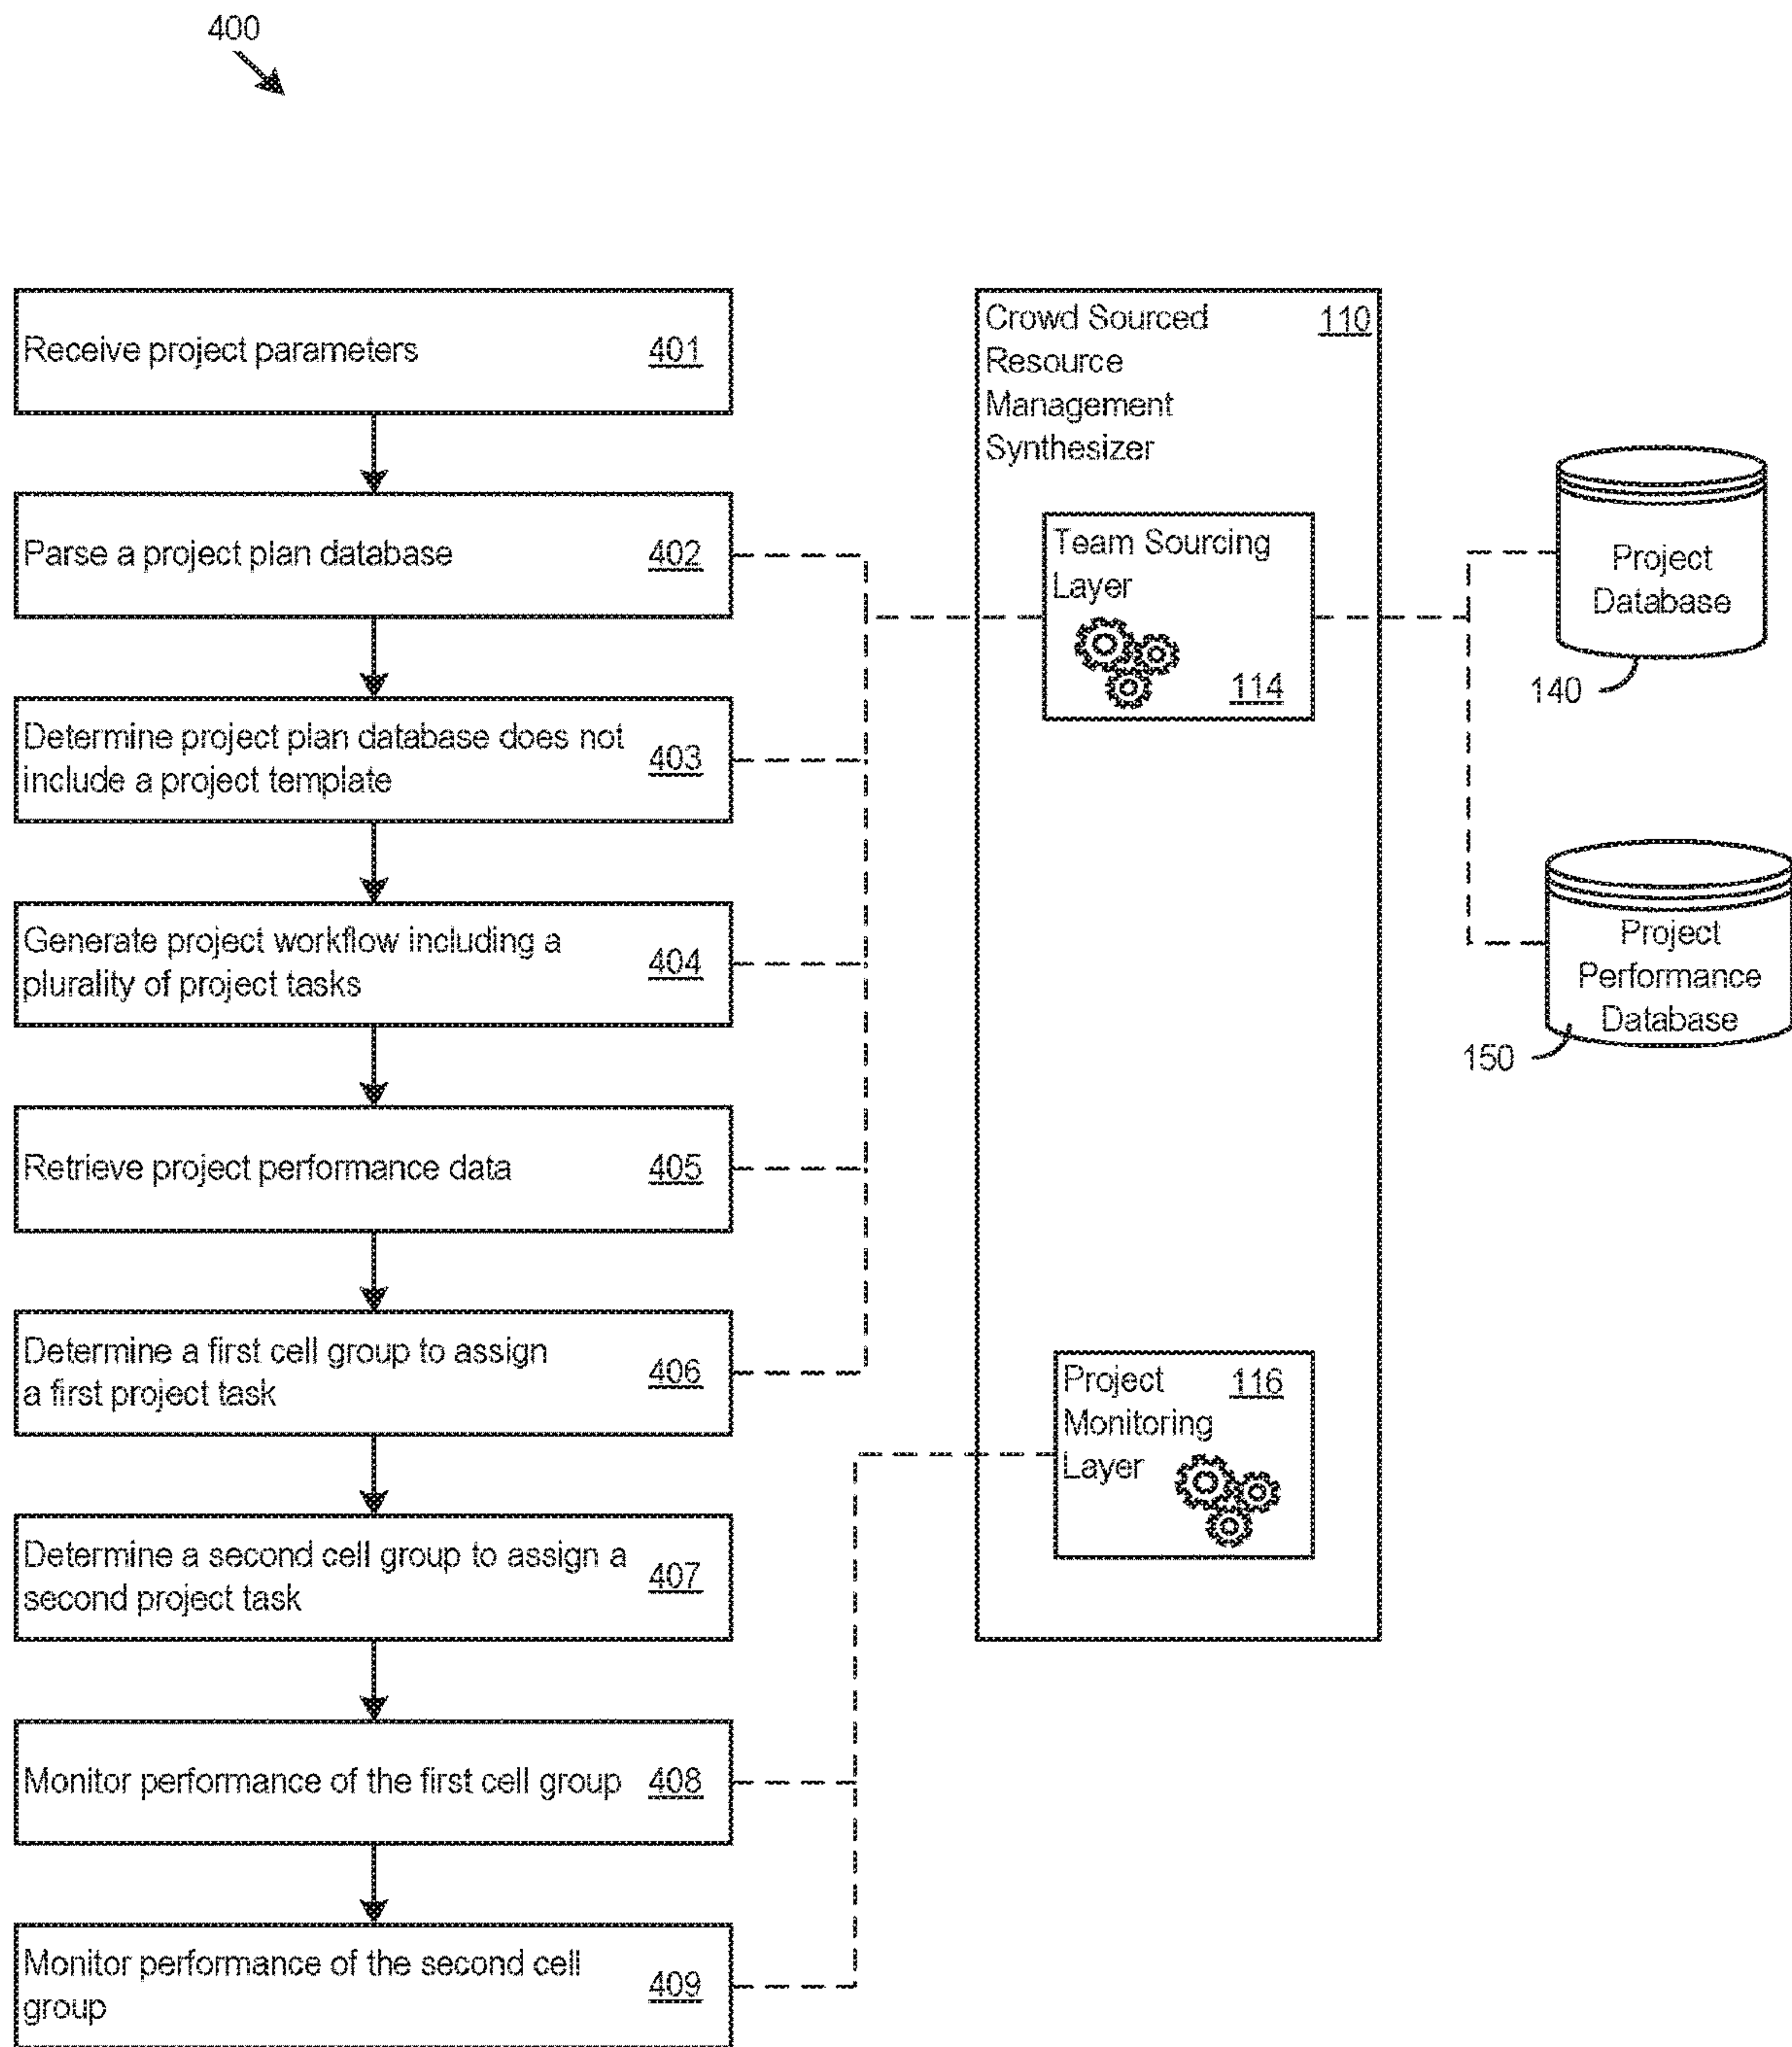 400
Receive project parameters 401
Parse a project plan database 402
Determine project plan database does not
include a project template 403
Generate project workflow including a
plurality of project tasks 404
Retrieve project performance data 405
Determine a first cell group to assign
a first project task 406
Determine a second cell group to assign a
second project task 407
Monitor performance of the first cell group 408
Monitor performance of the second cell
group 409
Crowd Sourced 110
Resource
Management
Synthesizer
Team Sourcing
Layer
114
Project 116
Monitoring
Layer
Project
Database
140
Project
Performance
Database
150